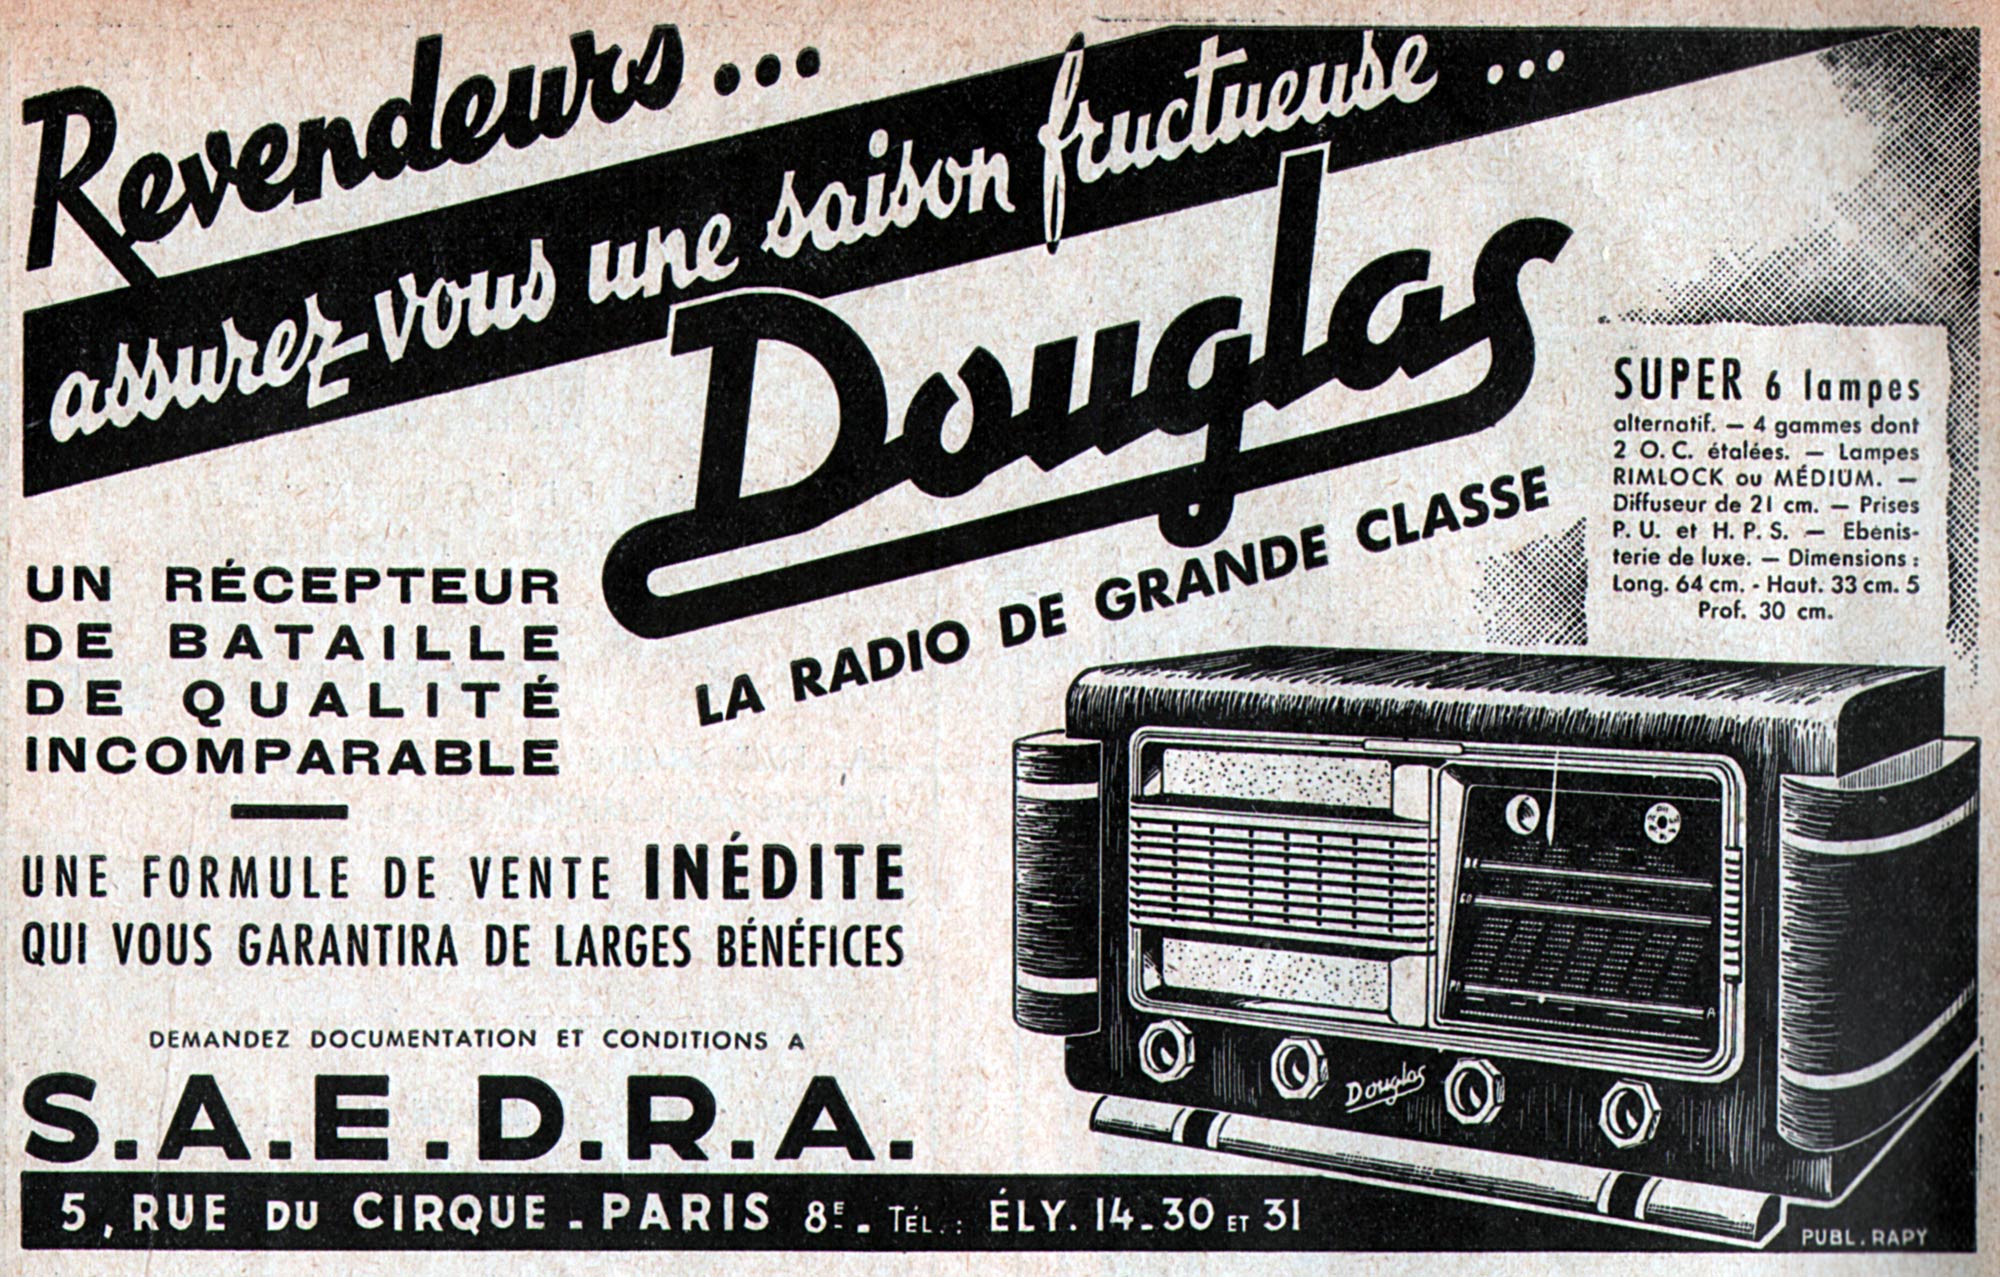 Revendeurs...
assurez-vous une saison fructueuse...
Douglas
LA RADIO DE GRANDE CLASSE
SUPER 6 lampes
alternatif. — 4 gammes dont
2 O. C. étalées. — Lampes
RIMLOCK ou MÉDIUM. —
Diffuseur de 21 cm. — Prises
P. U. et H. P. S. — Ebénis-
terie de luxe. — Dimensions :
Long. 64 cm. - Haut. 33 cm. 5
Prof. 30 cm.
UN RÉCEPTEUR
DE BATAILLE
DE QUALITÉ
INCOMPARABLE
UNE FORMULE DE VENTE INÉDITE
QUI VOUS GARANTIRA DE LARGES BÉNÉFICES
DEMANDEZ DOCUMENTATION ET CONDITIONS A
S.A.E.D.R.A.
Douglas
5, RUE DU CIRQUE - PARIS 8E - TÉL. : ÉLY. 14-30 ET 31
PUBL. RAPY